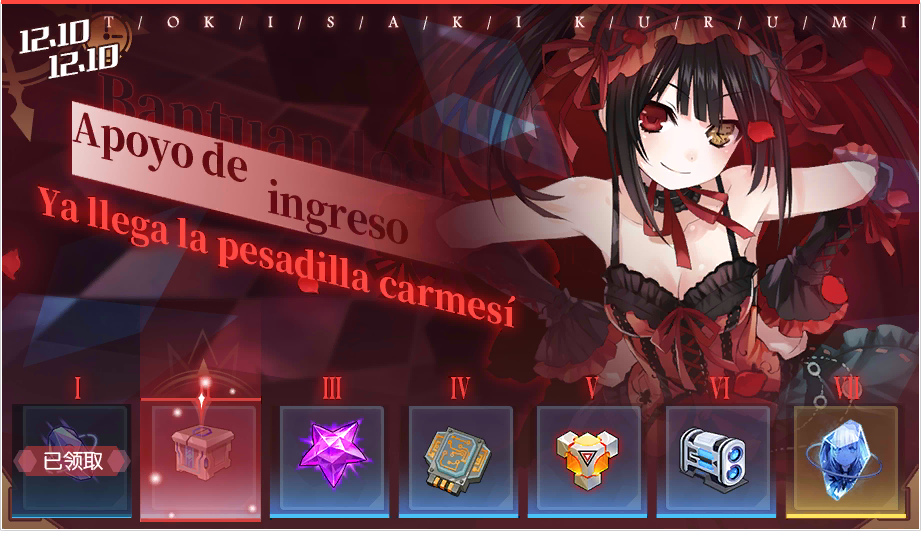 T / O K I / S / A / K / I K / U / R / U / M / I
12.10
12.10
Apoyo de
ingreso
Ya llega la pesadilla carmesí
I
II
III
IV
V
VI
VII
已领取